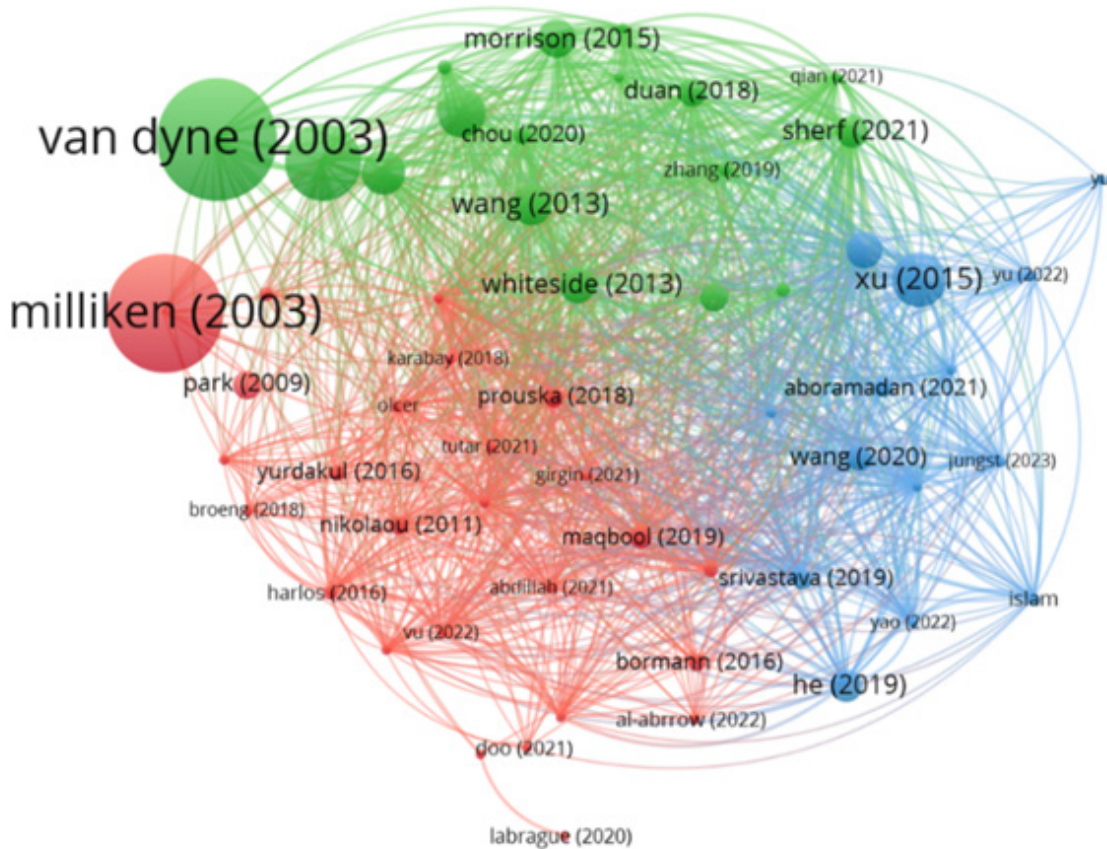 morrison (2015)
qian (2021)
duan (2018)
van dyne (2003)
chou (2020)
sherf (2021)
zhang (2019)
yu
wang (2013)
xu (2015)
yu (2022)
whiteside (2013)
milliken (2003)
karabay (2018)
park (2009)
prouska (2018)
aboramadan (2021)
olcer
tutar (2021)
wang (2020)
jungst (2023)
yurdakul (2016)
girgin (2021)
broeng (2018)
nikolaou (2011)
maqbool (2019)
srivastava (2019)
abdillah (2021)
harlos (2016)
islam
yao (2022)
vu (2022)
bormann (2016)
he (2019)
al-abrrow (2022)
doo (2021)
labrague (2020)